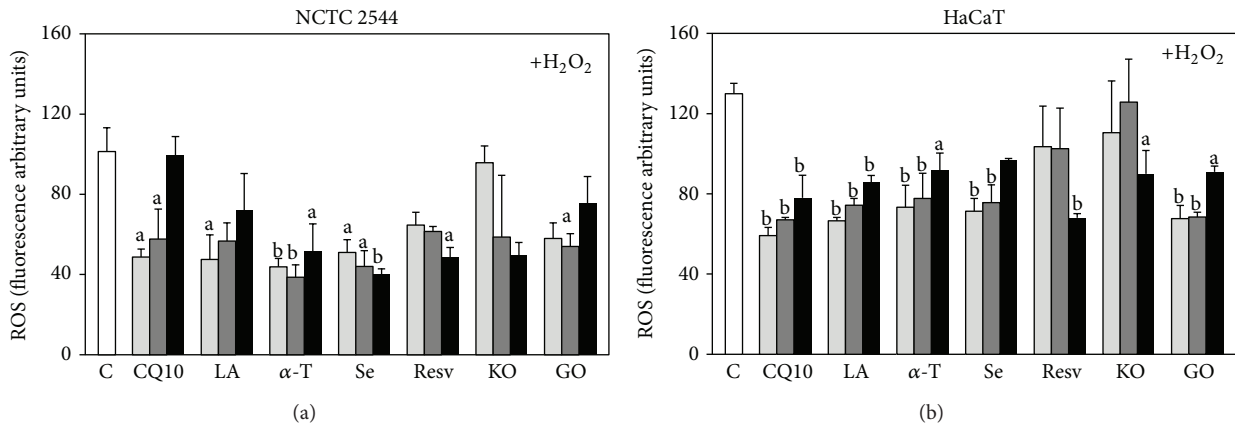 NCTC 2544
ROS (fluorescence arbitrary units)
160
120
80
40
0
+H₂O₂
a a a b b a a a b a a
C CQ10 LA α-T Se Resv KO GO
(a)
HaCaT
ROS (fluorescence arbitrary units)
160
120
80
40
0
+H₂O₂
b b b b b b b b a b b b a b b a
C CQ10 LA α-T Se Resv KO GO
(b)